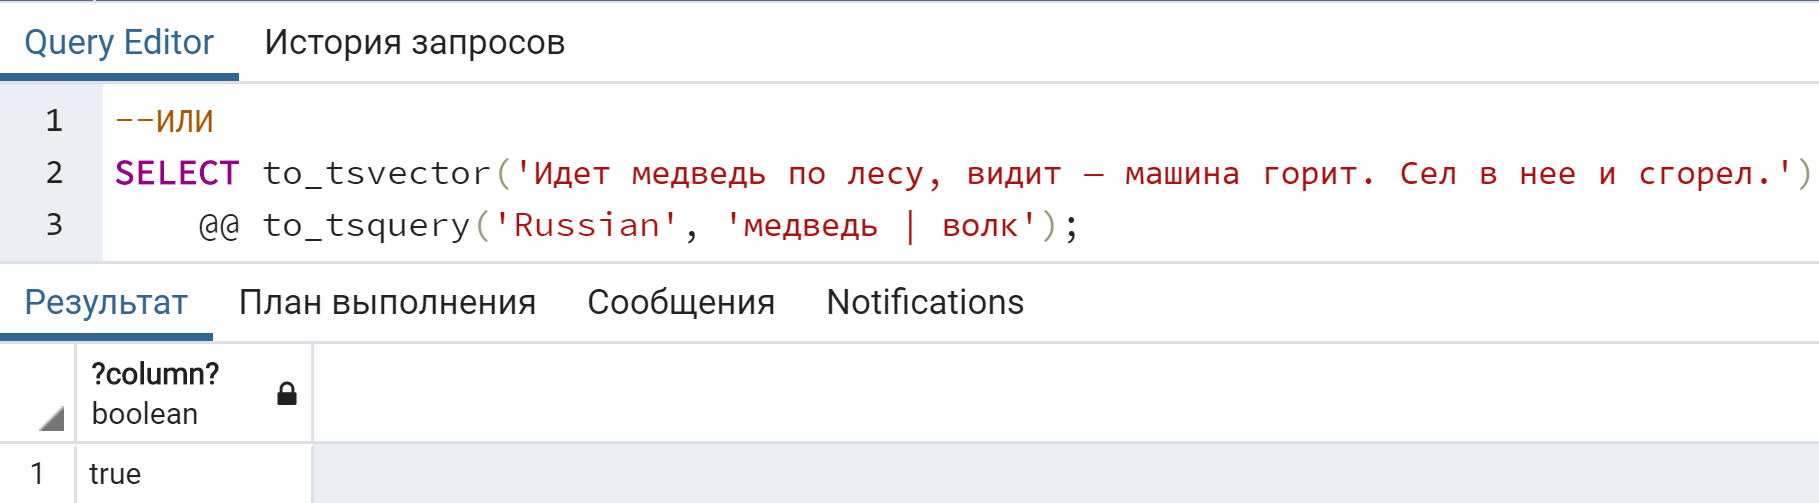 Query Editor История запросов
1 --ИЛИ
2 SELECT to_tsvector('Идет медведь по лесу, видит — машина горит. Сел в нее и сгорел.')
3 @@ to_tsquery('Russian', 'медведь | волк');
Результат План выполнения Сообщения Notifications
?column?
boolean
1 true